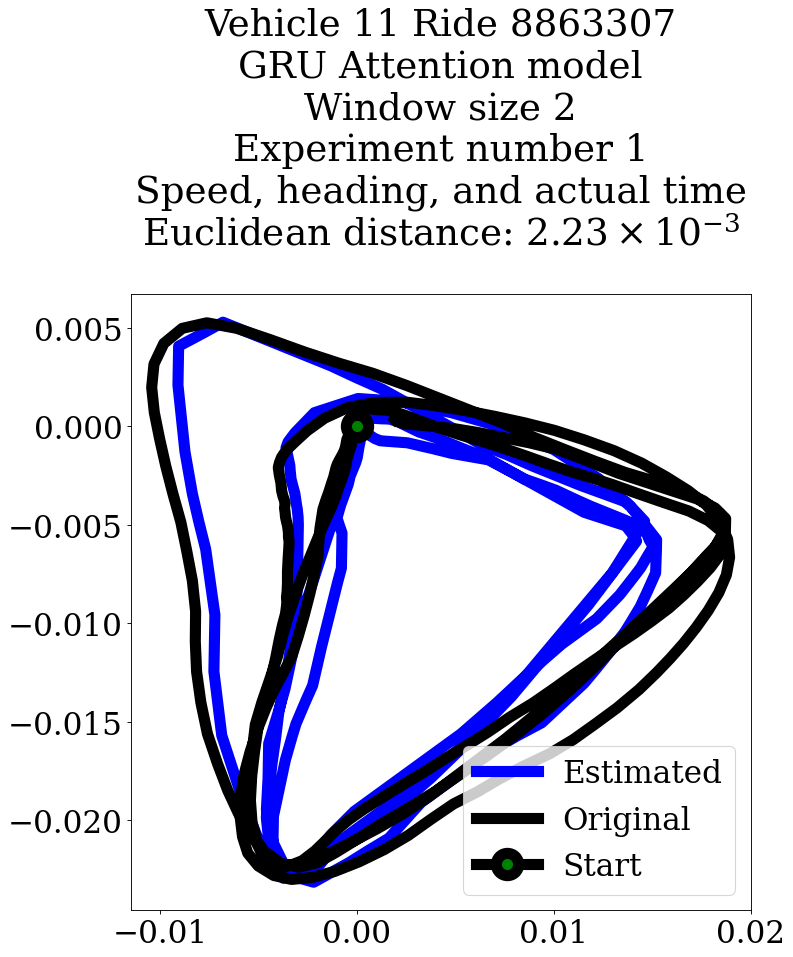 Vehicle 11 Ride 8863307
GRU Attention model
Window size 2
Experiment number 1
Speed, heading, and actual time
Euclidean distance: 2.23 × 10⁻³
0.005
0.000
−0.005
−0.010
−0.015
−0.020
Estimated
Original
Start
−0.01
0.00
0.01
0.02